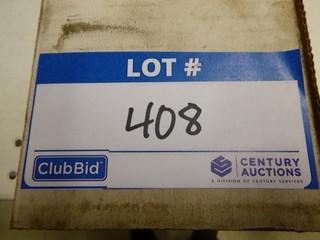 LOT #
408
ClubBid
CENTURY
AUCTIONS
A DIVISION OF CENTURY SERVICES